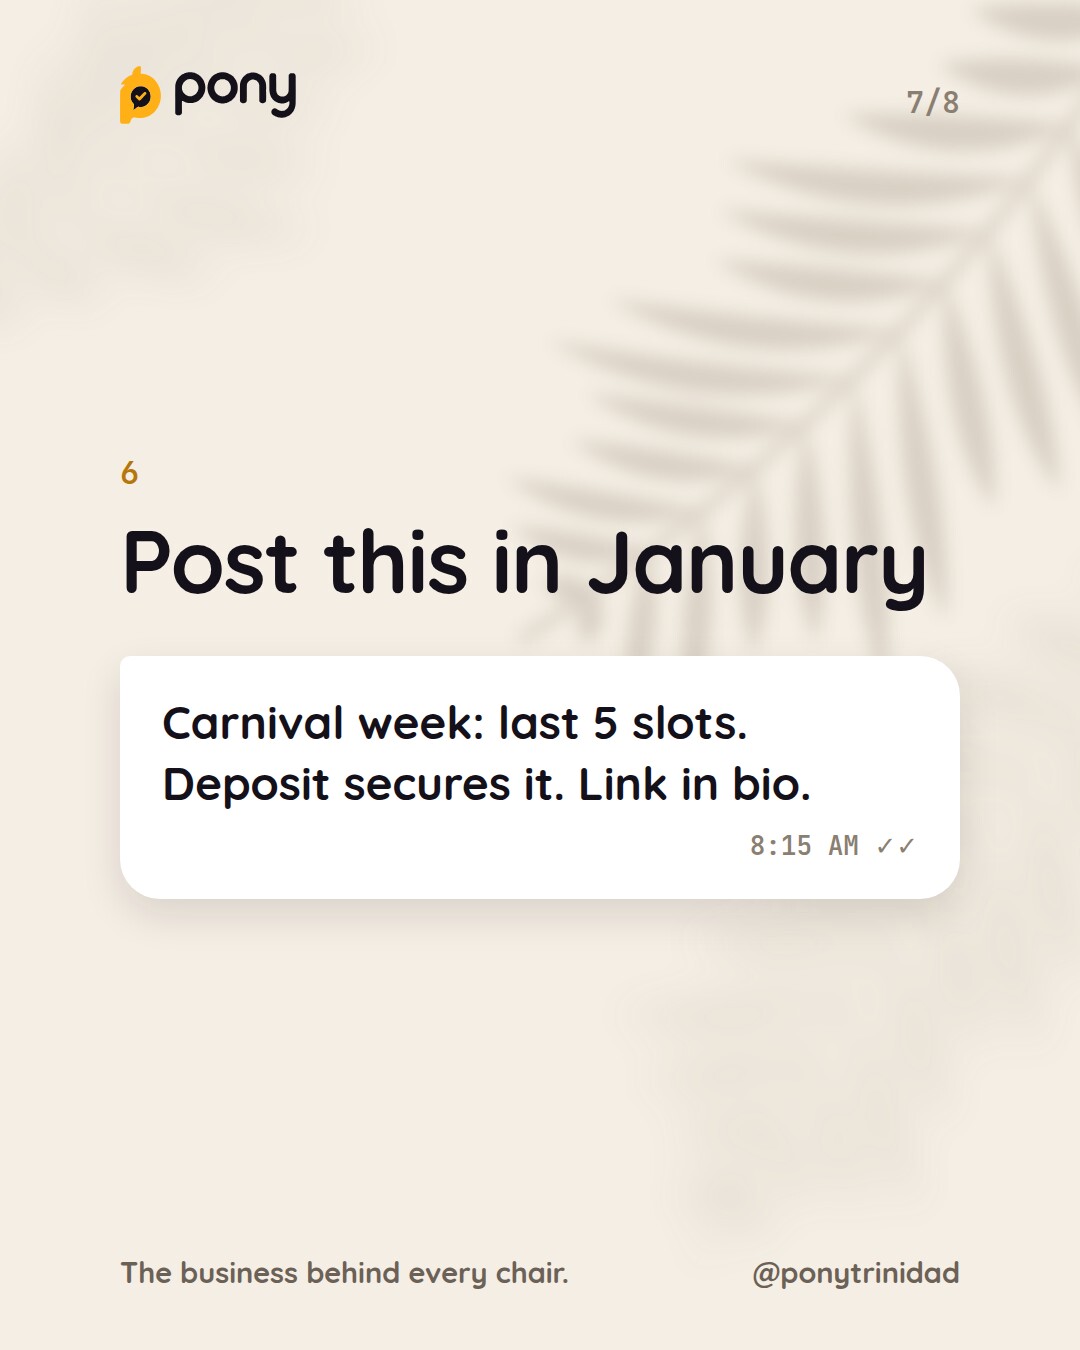 pony
7/8
6
Post this in January
Carnival week: last 5 slots.
Deposit secures it. Link in bio.
8:15 AM ✓✓
The business behind every chair.
@ponytrinidad